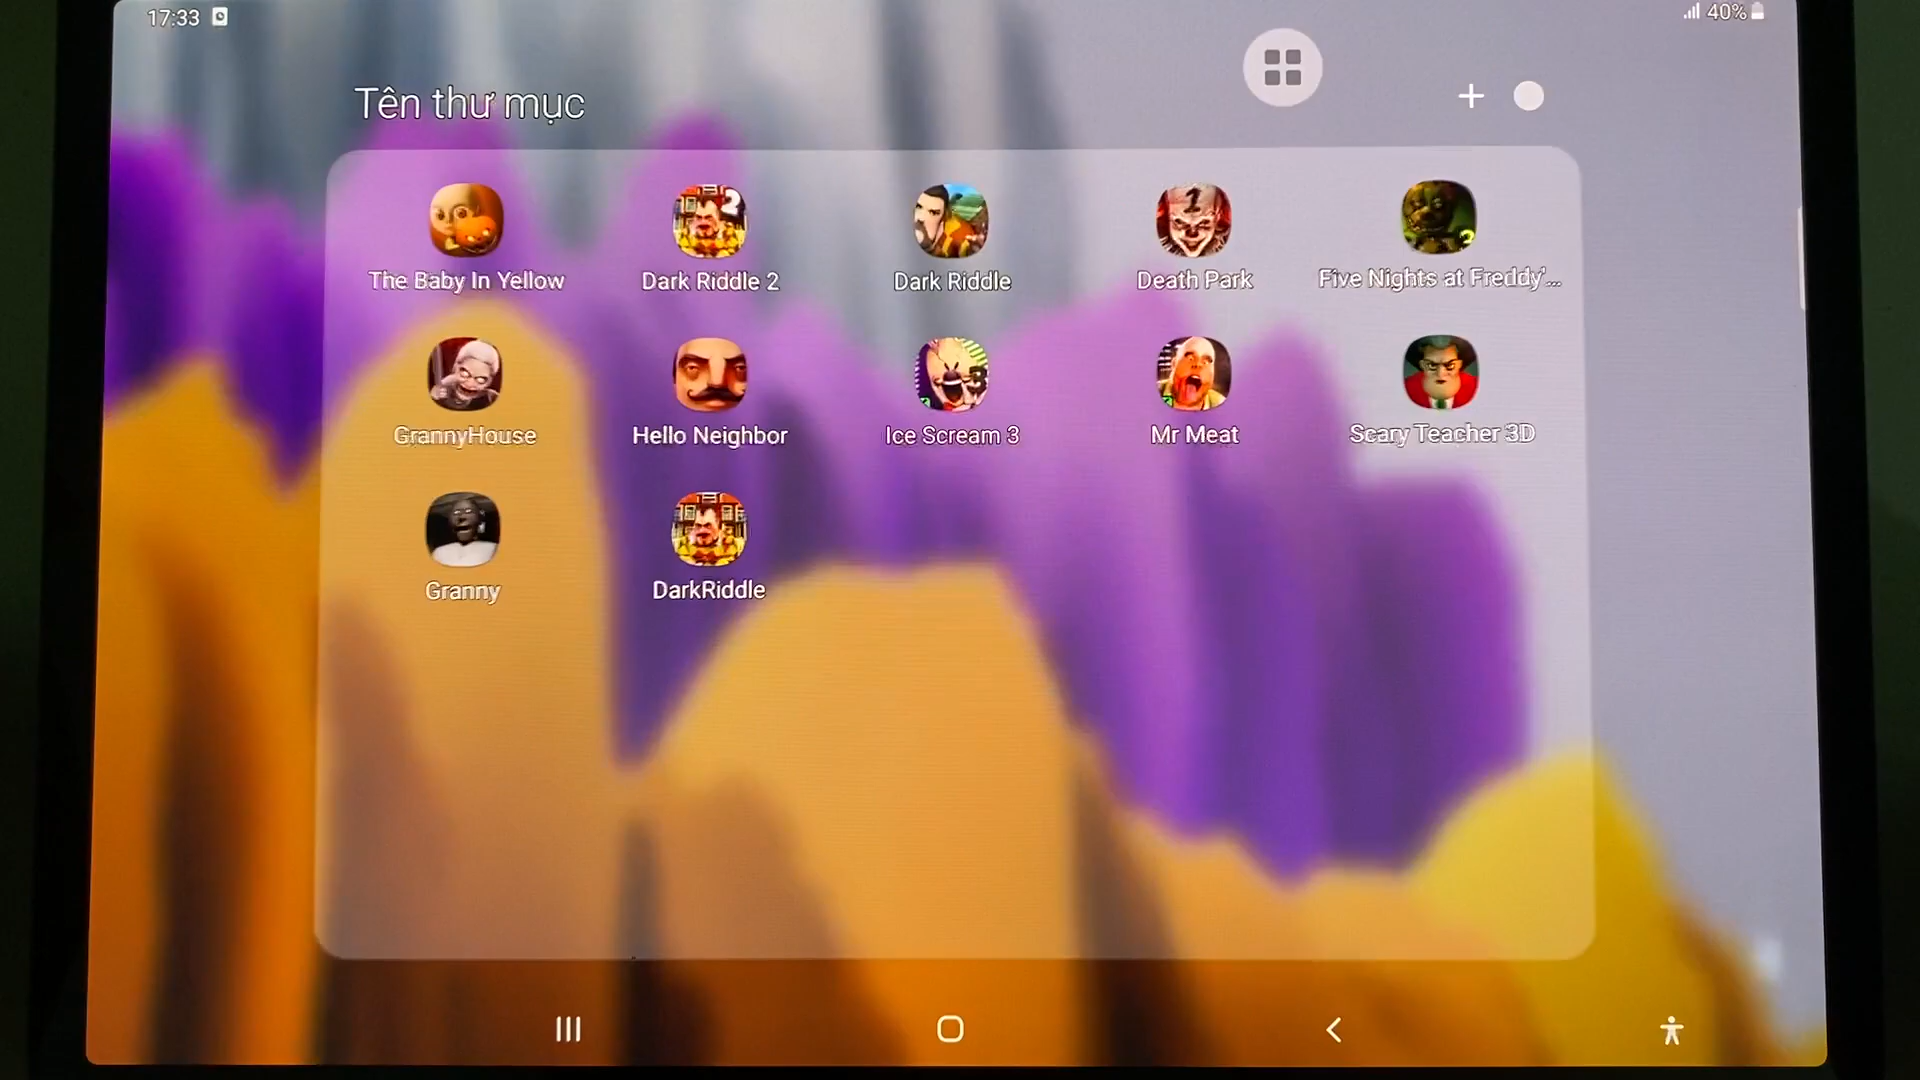 17:33
40%
Tên thư mục
The Baby In Yellow
Dark Riddle 2
Dark Riddle
Death Park
Five Nights at Freddy'...
GrannyHouse
Hello Neighbor
Ice Scream 3
Mr Meat
Scary Teacher 3D
Granny
DarkRiddle